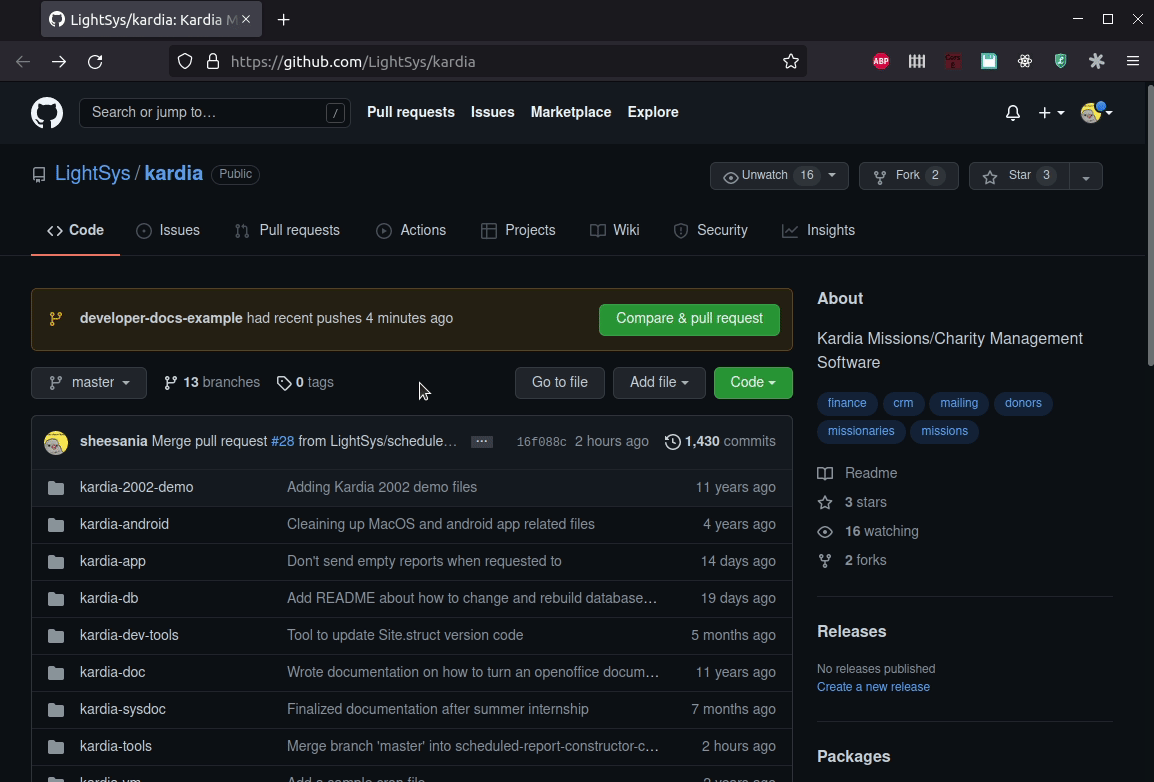 LightSys/kardia: Kardia M
https://github.com/LightSys/kardia
ABP
Search or jump to… /
Pull requests Issues Marketplace Explore
LightSys / kardia Public
Unwatch 16 Fork 2 Star 3
Code Issues Pull requests Actions Projects Wiki Security Insights
developer-docs-example had recent pushes 4 minutes ago Compare & pull request
master 13 branches 0 tags Go to file Add file Code
sheesania Merge pull request #28 from LightSys/schedule… ... 16f088c 2 hours ago 1,430 commits
kardia-2002-demo Adding Kardia 2002 demo files 11 years ago
kardia-android Cleaining up MacOS and android app related files 4 years ago
kardia-app Don't send empty reports when requested to 14 days ago
kardia-db Add README about how to change and rebuild database… 19 days ago
kardia-dev-tools Tool to update Site.struct version code 5 months ago
kardia-doc Wrote documentation on how to turn an openoffice docum… 11 years ago
kardia-sysdoc Finalized documentation after summer internship 7 months ago
kardia-tools Merge branch 'master' into scheduled-report-constructor-c… 2 hours ago
About
Kardia Missions/Charity Management
Software
finance crm mailing donors
missionaries missions
Readme
3 stars
16 watching
2 forks
Releases
No releases published
Create a new release
Packages